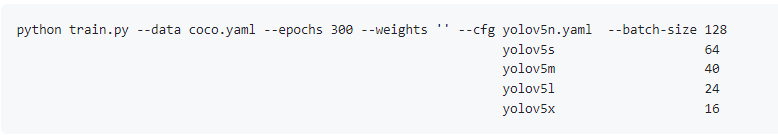 python train.py --data coco.yaml --epochs 300 --weights '' --cfg yolov5n.yaml  --batch-size 128
                                                                 yolov5s                    64
                                                                 yolov5m                    40
                                                                 yolov5l                    24
                                                                 yolov5x                    16